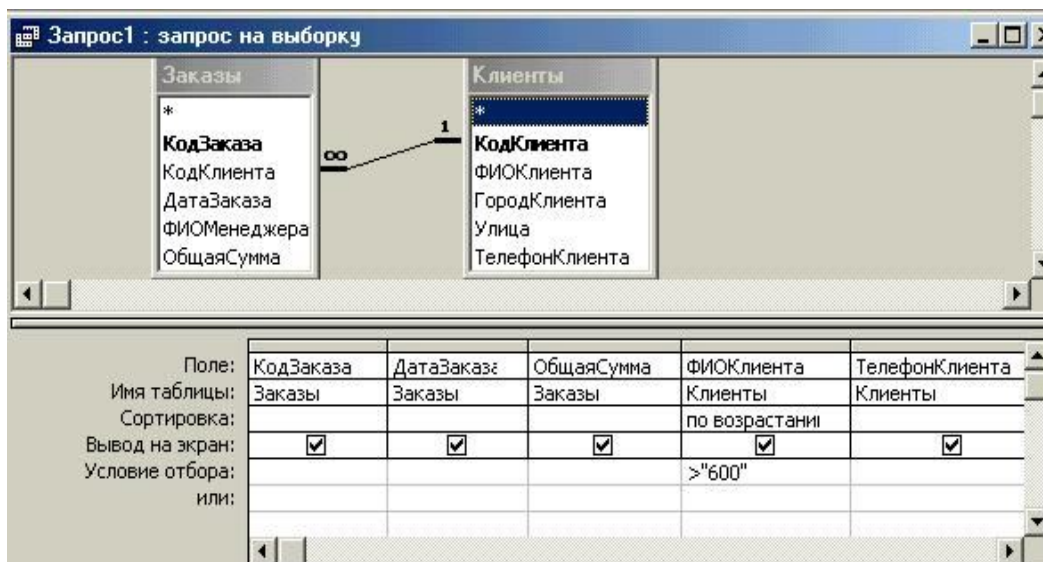 Запрос1 : запрос на выборку
Заказы
*
КодЗаказа
КодКлиента
ДатаЗаказа
ФИОМенеджера
ОбщаяСумма
∞
1
Клиенты
*
КодКлиента
ФИОКлиента
ГородКлиента
Улица
ТелефонКлиента
Поле: КодЗаказа ДатаЗаказа ОбщаяСумма ФИОКлиента ТелефонКлиента
Имя таблицы: Заказы Заказы Заказы Клиенты Клиенты
Сортировка: по возрастани
Вывод на экран:
Условие отбора: >"600"
или: